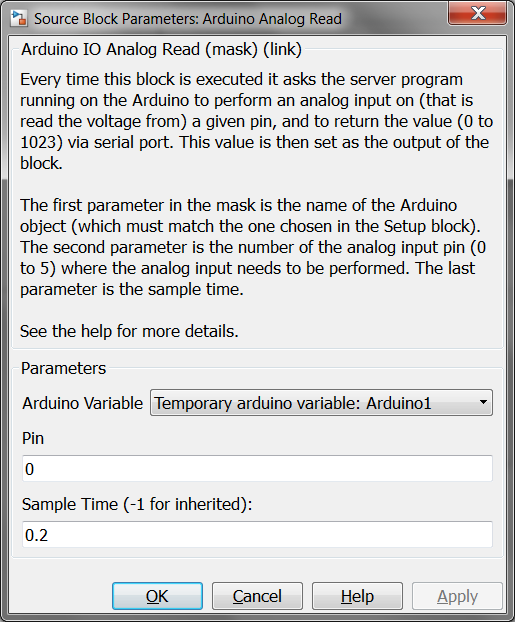 Source Block Parameters: Arduino Analog Read
Arduino IO Analog Read (mask) (link)
Every time this block is executed it asks the server program
running on the Arduino to perform an analog input on (that is
read the voltage from) a given pin, and to return the value (0 to
1023) via serial port. This value is then set as the output of the
block.
The first parameter in the mask is the name of the Arduino
object (which must match the one chosen in the Setup block).
The second parameter is the number of the analog input pin (0
to 5) where the analog input needs to be performed. The last
parameter is the sample time.
See the help for more details.
Parameters
Arduino Variable Temporary arduino variable: Arduino1
Pin
0
Sample Time (-1 for inherited):
0.2
OK Cancel Help Apply